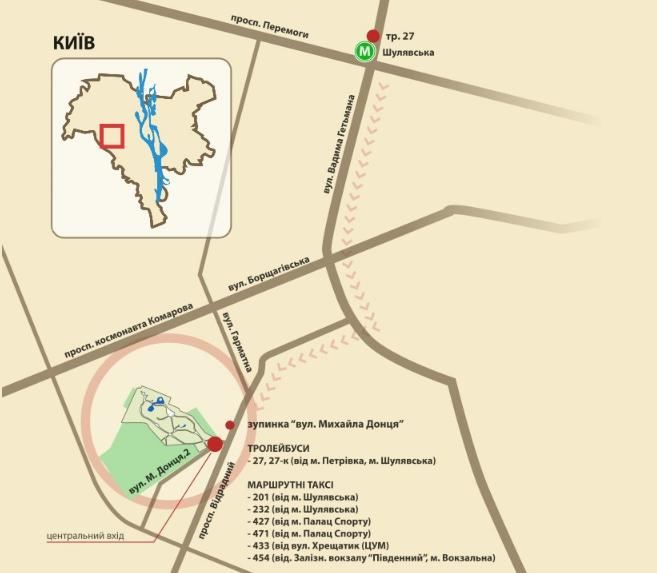 просп. Перемоги
КИЇВ
тр. 27
М
Шулявська
вул. Вадима Гетьмана
вул. Борщагівська
просп. космонавта Комарова
вул. Гарматна
вул. М. Донця,2
просп. Відрадний
центральний вхід
зупинка "вул. Михайла Донця"
ТРОЛЕЙБУСИ
- 27, 27-к (від м. Петрівка, м. Шулявська)
МАРШРУТНІ ТАКСІ
- 201 (від м. Шулявська)
- 232 (від м. Шулявська)
- 427 (від м. Палац Спорту)
- 471 (від м. Палац Спорту)
- 433 (від вул. Хрещатик (ЦУМ)
- 454 (від. Залізн. вокзалу "Південний", м. Вокзальна)